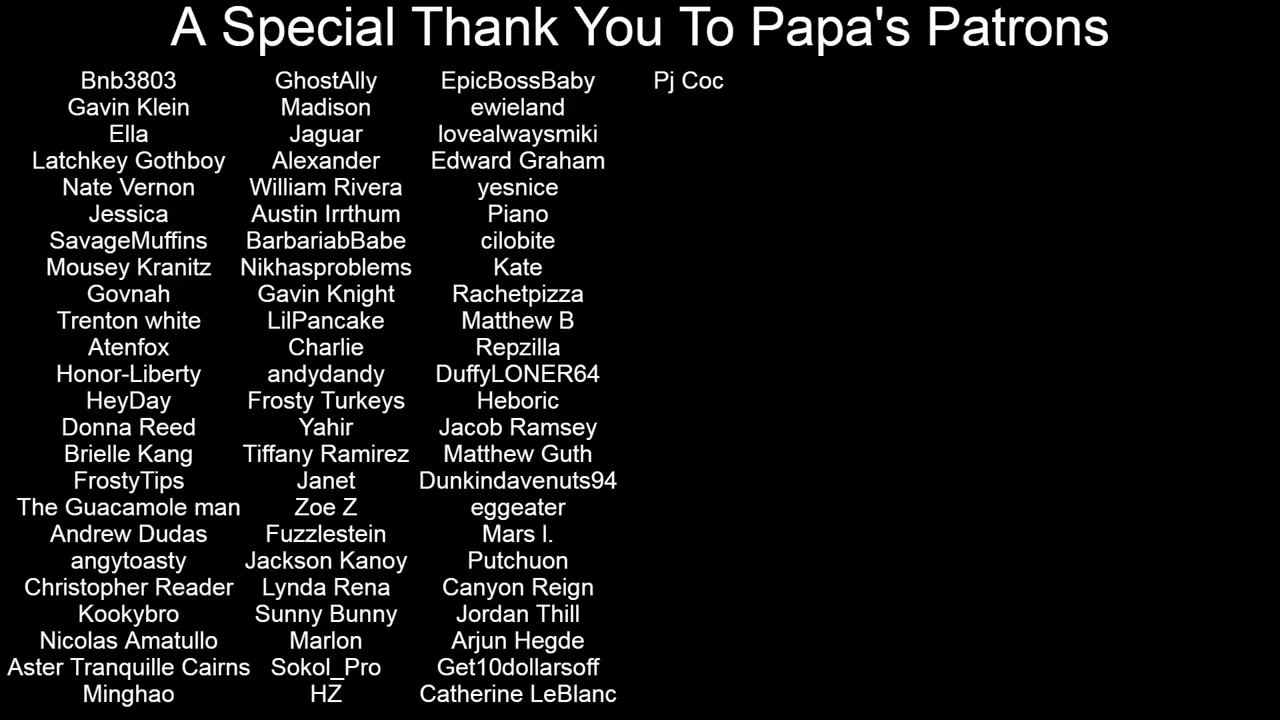 A Special Thank You To Papa's Patrons
Bnb3803
Gavin Klein
Ella
Latchkey Gothboy
Nate Vernon
Jessica
SavageMuffins
Mousey Kranitz
Govnah
Trenton white
Atenfox
Honor-Liberty
HeyDay
Donna Reed
Brielle Kang
FrostyTips
The Guacamole man
Andrew Dudas
angytoasty
Christopher Reader
Kookybro
Nicolas Amatullo
Aster Tranquille Cairns
Minghao
GhostAlly
Madison
Jaguar
Alexander
William Rivera
Austin Irrthum
BarbariabBabe
Nikhasproblems
Gavin Knight
LilPancake
Charlie
andydandy
Frosty Turkeys
Yahir
Tiffany Ramirez
Janet
Zoe Z
Fuzzlestein
Jackson Kanoy
Lynda Rena
Sunny Bunny
Marlon
Sokol_Pro
HZ
EpicBossBaby
ewieland
lovealwaysmiki
Edward Graham
yesnice
Piano
cilobite
Kate
Rachetpizza
Matthew B
Repzilla
DuffyLONER64
Heboric
Jacob Ramsey
Matthew Guth
Dunkindavenuts94
eggeater
Mars I.
Putchuon
Canyon Reign
Jordan Thill
Arjun Hegde
Get10dollarsoff
Catherine LeBlanc
Pj Coc